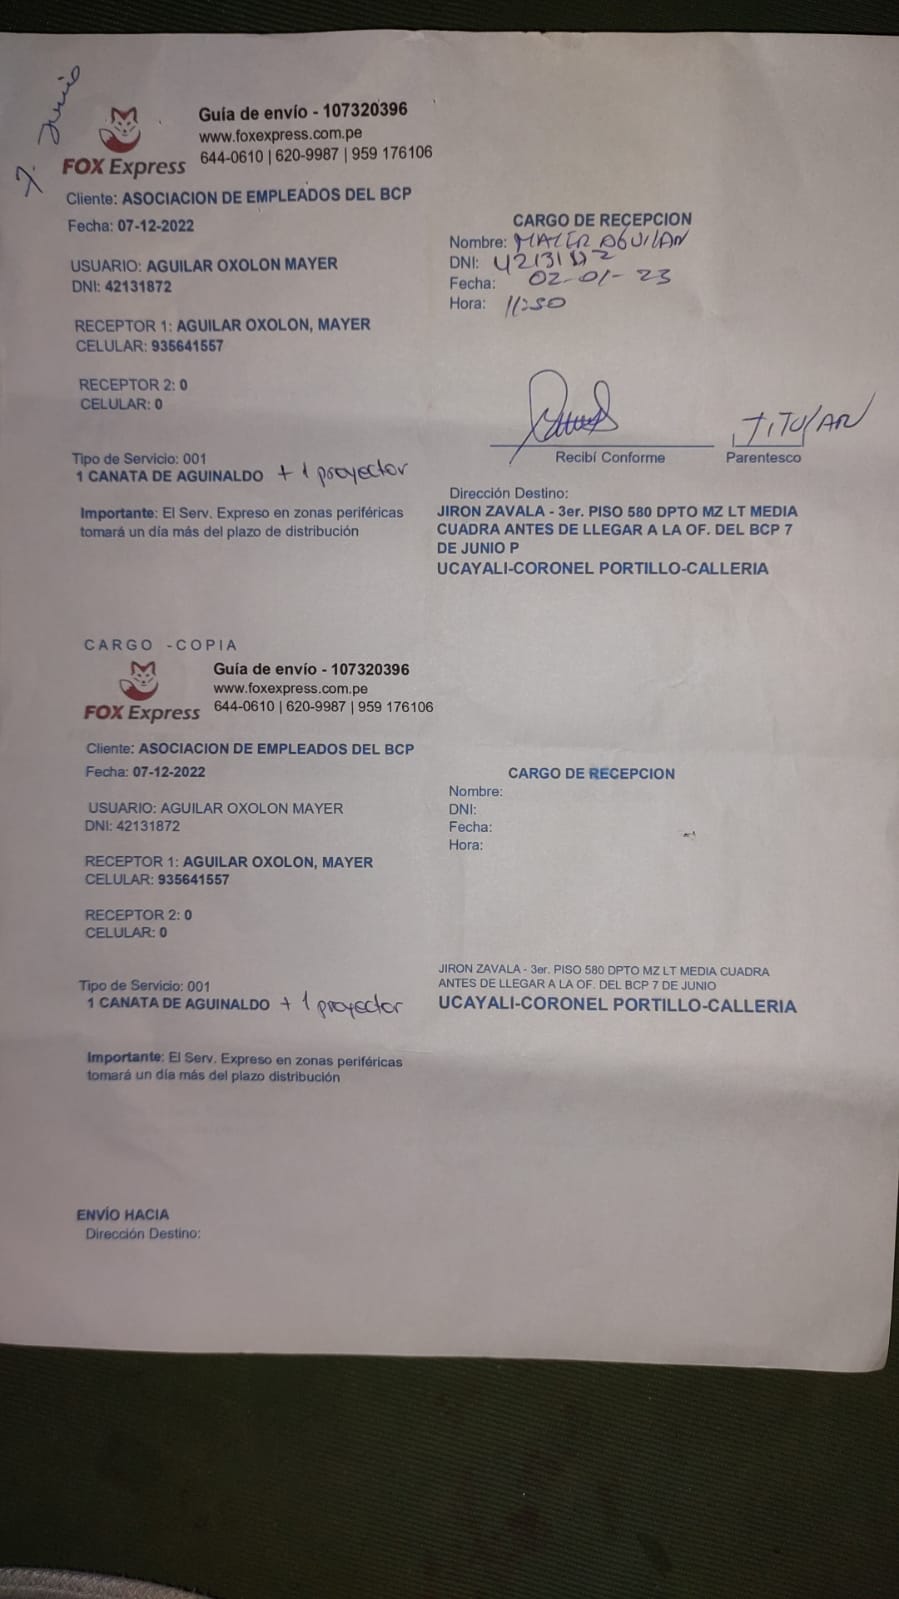 7. Junio
FOX Express
Guía de envío - 107320396
www.foxexpress.com.pe
644-0610 | 620-9987 | 959 176106
Cliente: ASOCIACION DE EMPLEADOS DEL BCP
Fecha: 07-12-2022
USUARIO: AGUILAR OXOLON MAYER
DNI: 42131872
RECEPTOR 1: AGUILAR OXOLON, MAYER
CELULAR: 935641557
RECEPTOR 2: 0
CELULAR: 0
Tipo de Servicio: 001
1 CANATA DE AGUINALDO + 1 proyector
Importante: El Serv. Expreso en zonas periféricas
tomará un día más del plazo de distribución
CARGO DE RECEPCION
Nombre: MAYER AGUILAR
DNI: 42131872
Fecha: 02-01-23
Hora: 11:50
Recibí Conforme
TITULAR
Parentesco
Dirección Destino:
JIRON ZAVALA - 3er. PISO 580 DPTO MZ LT MEDIA
CUADRA ANTES DE LLEGAR A LA OF. DEL BCP 7
DE JUNIO P
UCAYALI-CORONEL PORTILLO-CALLERIA
CARGO -COPIA
FOX Express
Guía de envío - 107320396
www.foxexpress.com.pe
644-0610 | 620-9987 | 959 176106
Cliente: ASOCIACION DE EMPLEADOS DEL BCP
Fecha: 07-12-2022
USUARIO: AGUILAR OXOLON MAYER
DNI: 42131872
RECEPTOR 1: AGUILAR OXOLON, MAYER
CELULAR: 935641557
RECEPTOR 2: 0
CELULAR: 0
Tipo de Servicio: 001
1 CANATA DE AGUINALDO + 1 proyector
Importante: El Serv. Expreso en zonas periféricas
tomará un día más del plazo distribución
CARGO DE RECEPCION
Nombre:
DNI:
Fecha:
Hora:
JIRON ZAVALA - 3er. PISO 580 DPTO MZ LT MEDIA CUADRA
ANTES DE LLEGAR A LA OF. DEL BCP 7 DE JUNIO
UCAYALI-CORONEL PORTILLO-CALLERIA
ENVÍO HACIA
Dirección Destino: